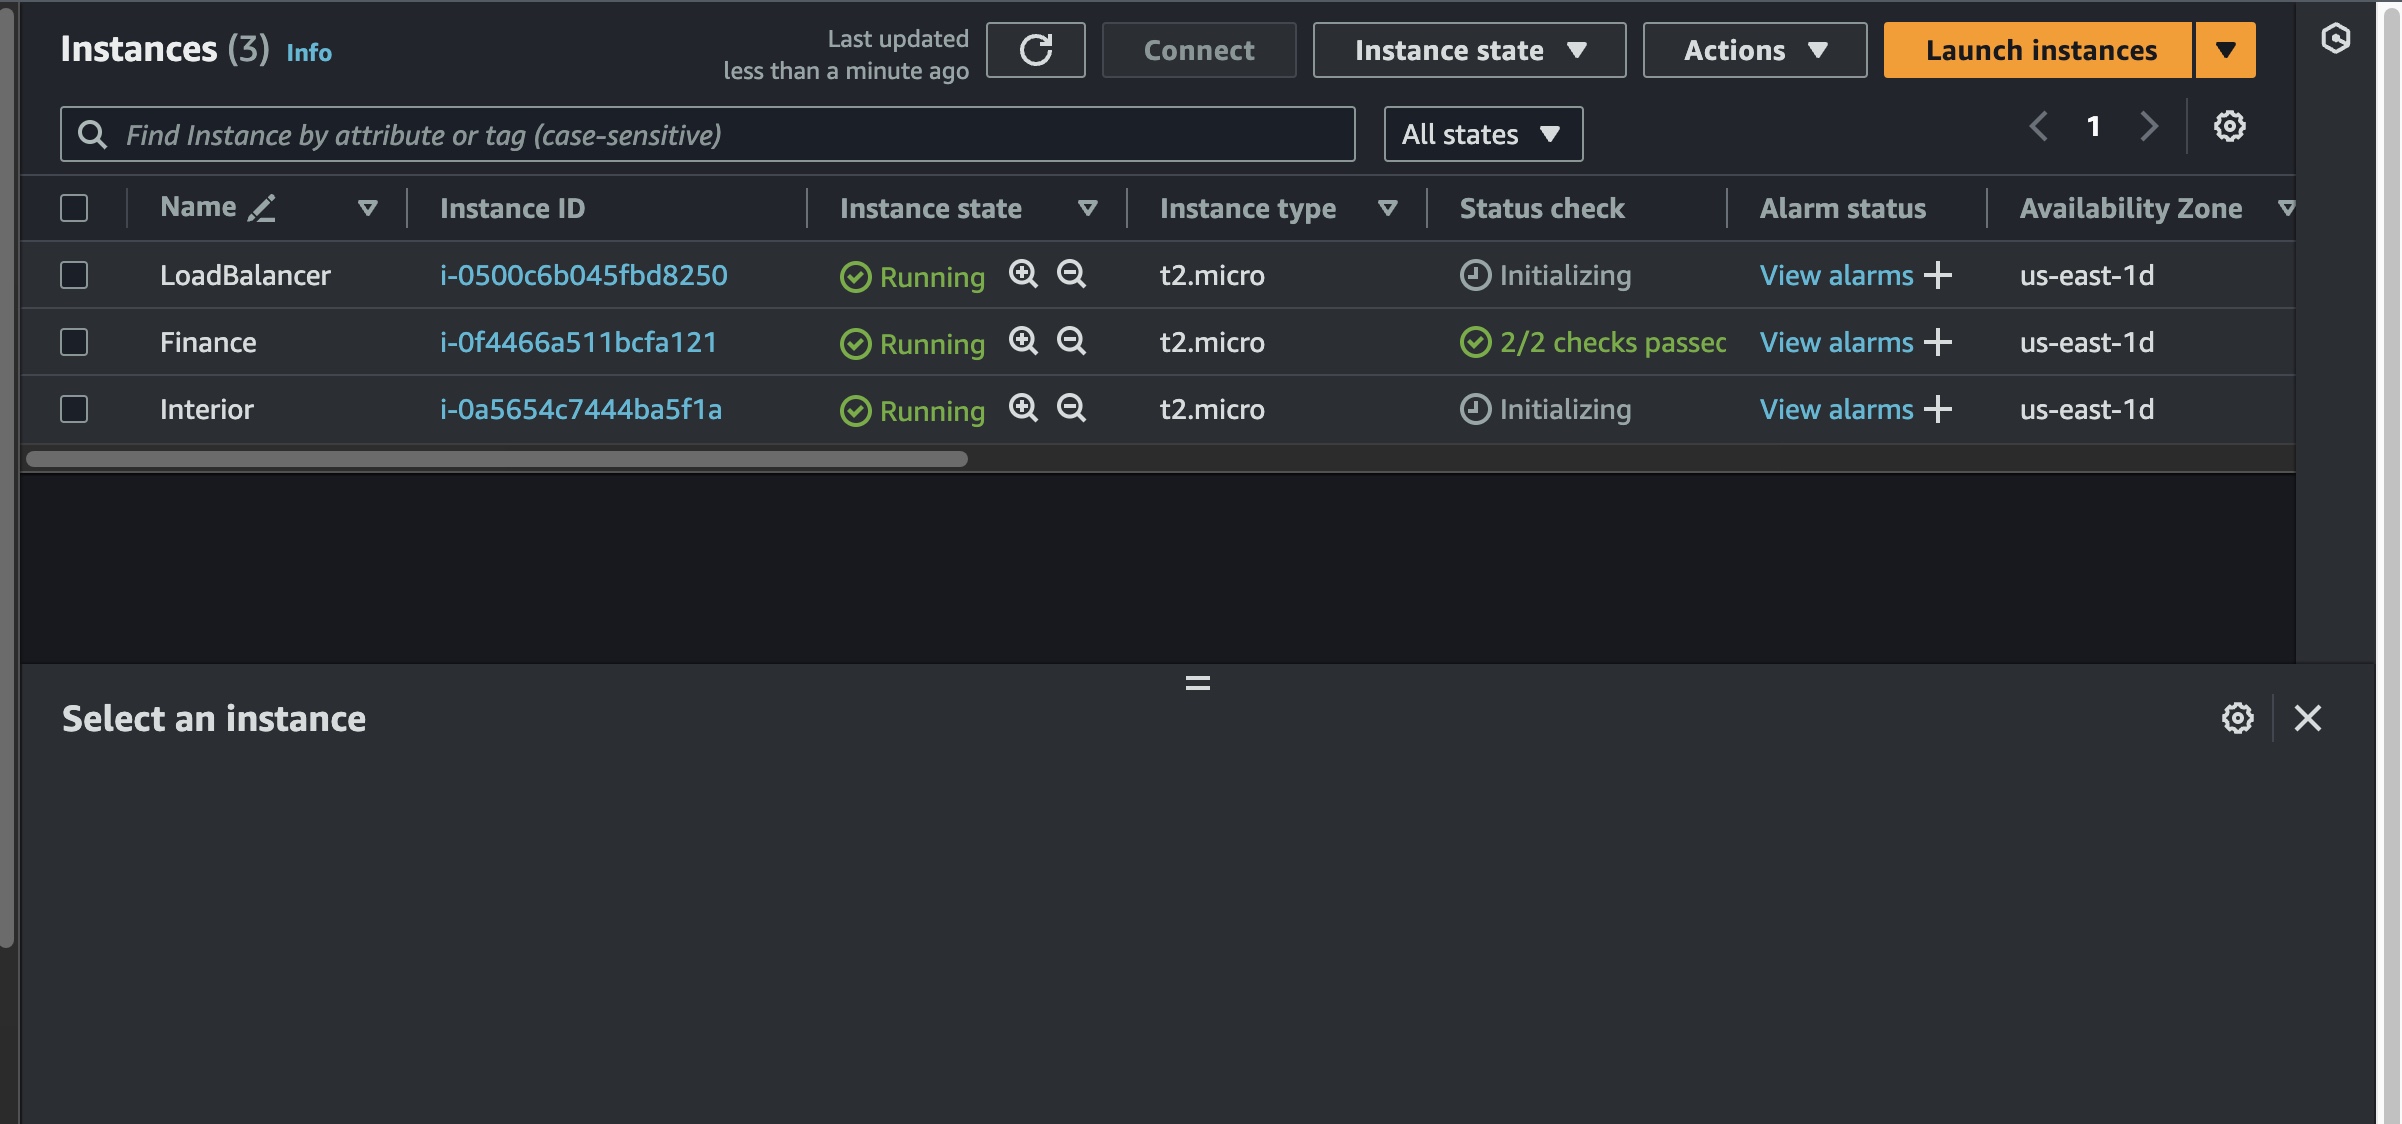 Instances (3) Info
Last updated
less than a minute ago
Connect
Instance state
Actions
Launch instances
Find Instance by attribute or tag (case-sensitive)
All states
1
Name Instance ID Instance state Instance type Status check Alarm status Availability Zone
LoadBalancer i-0500c6b045fbd8250 Running t2.micro Initializing View alarms + us-east-1d
Finance i-0f4466a511bcfa121 Running t2.micro 2/2 checks passec View alarms + us-east-1d
Interior i-0a5654c7444ba5f1a Running t2.micro Initializing View alarms + us-east-1d
Select an instance